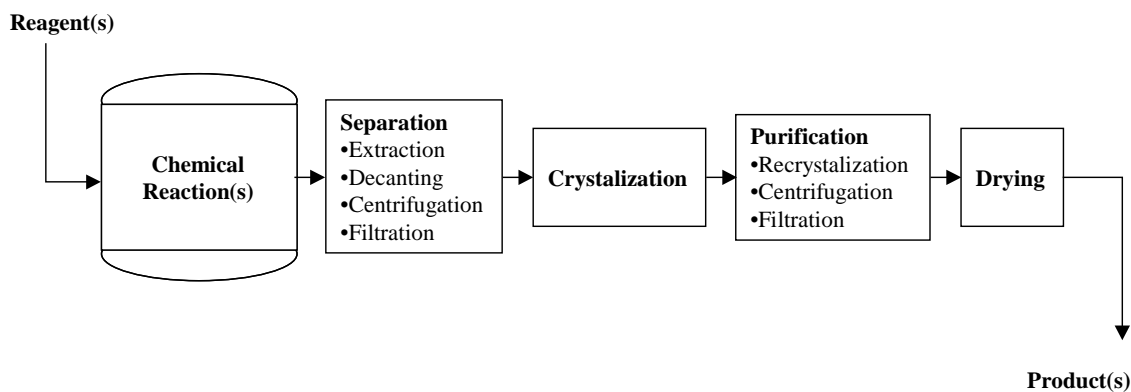 Reagent(s)
Chemical
Reaction(s)
Separation
•Extraction
•Decanting
•Centrifugation
•Filtration
Crystalization
Purification
•Recrystalization
•Centrifugation
•Filtration
Drying
Product(s)